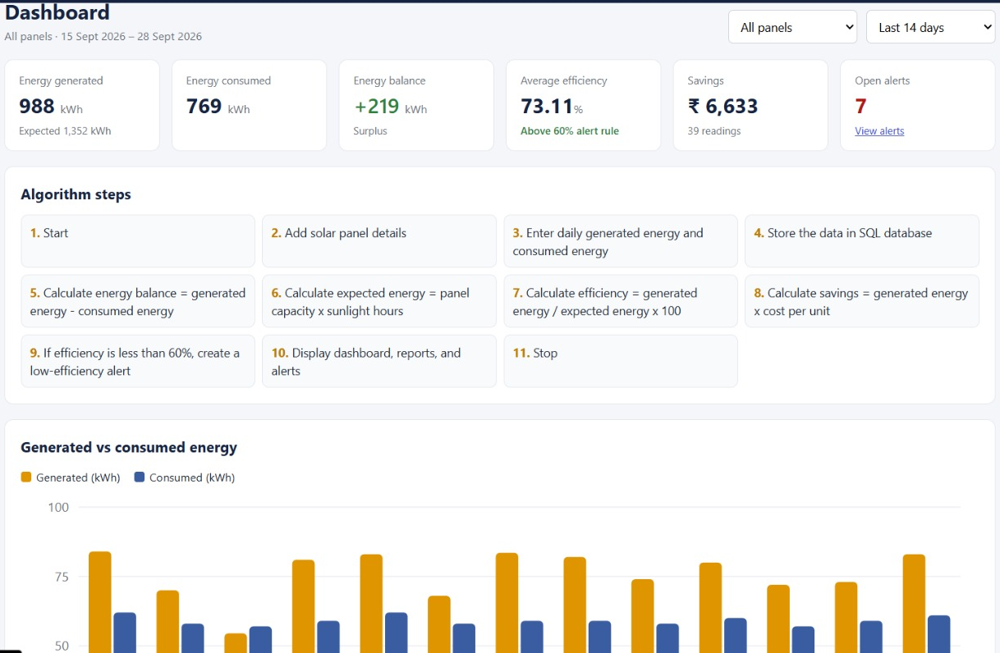 Dashboard
All panels · 15 Sept 2026 – 28 Sept 2026
All panels
Last 14 days
Energy generated
988 kWh
Expected 1,352 kWh
Energy consumed
769 kWh
Energy balance
+219 kWh
Surplus
Average efficiency
73.11%
Above 60% alert rule
Savings
₹ 6,633
39 readings
Open alerts
7
View alerts
Algorithm steps
1. Start
2. Add solar panel details
3. Enter daily generated energy and
consumed energy
4. Store the data in SQL database
5. Calculate energy balance = generated
energy - consumed energy
6. Calculate expected energy = panel
capacity x sunlight hours
7. Calculate efficiency = generated
energy / expected energy x 100
8. Calculate savings = generated energy
x cost per unit
9. If efficiency is less than 60%, create a
low-efficiency alert
10. Display dashboard, reports, and
alerts
11. Stop
Generated vs consumed energy
Generated (kWh)
Consumed (kWh)
100
75
50